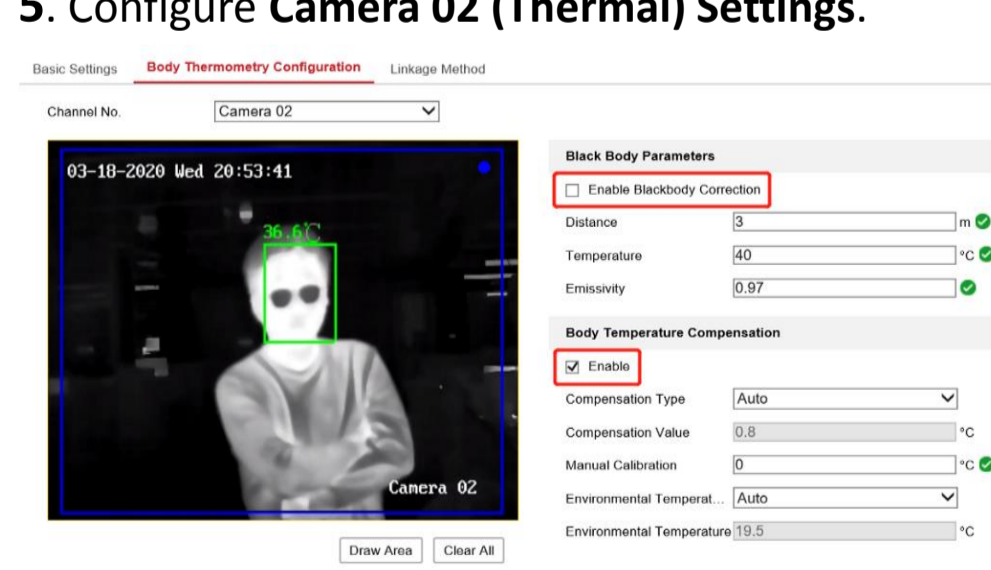 5. Configure Camera 02 (Thermal) Settings.
Basic Settings Body Thermometry Configuration Linkage Method
Channel No. Camera 02
03-18-2020 Wed 20:53:41
36.6℃
Camera 02
Draw Area Clear All
Black Body Parameters
Enable Blackbody Correction
Distance 3 m
Temperature 40 °C
Emissivity 0.97
Body Temperature Compensation
Enable
Compensation Type Auto
Compensation Value 0.8 °C
Manual Calibration 0 °C
Environmental Temperat... Auto
Environmental Temperature 19.5 °C